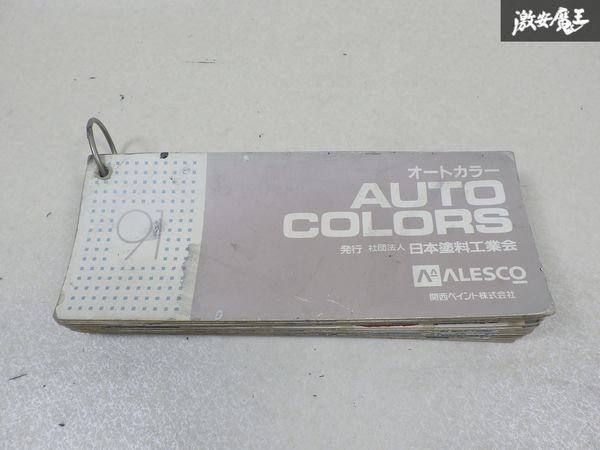 激安魔王
オートカラー
AUTO
COLORS
発行 社団法人 日本塗料工業会
ALESCO
関西ペイント株式会社
91